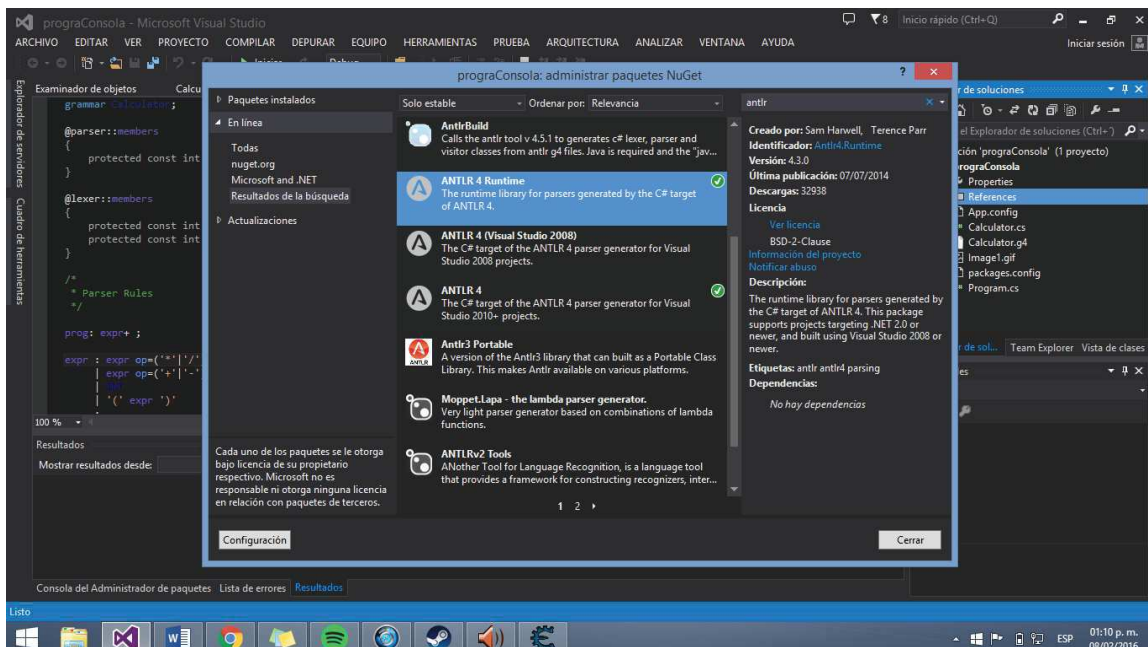 prograConsola - Microsoft Visual Studio
8 Inicio rápido (Ctrl+Q)
ARCHIVO EDITAR VER PROYECTO COMPILAR DEPURAR EQUIPO HERRAMIENTAS PRUEBA ARQUITECTURA ANALIZAR VENTANA AYUDA
Iniciar sesión
Explorador de servidores
Cuadro de herramientas
Examinador de objetos Calcu
grammar Calculator;
@parser::members
{
protected const int
}
@lexer::members
{
protected const int
protected const int
}
/*
* Parser Rules
*/
prog: expr+ ;
expr : expr op=('*'|'/'
| expr op=('+'|'-'
|
| '(' expr ')'
;
100 %
Resultados
Mostrar resultados desde:
prograConsola: administrar paquetes NuGet
? ×
Paquetes instalados
En línea
Todas
nuget.org
Microsoft and .NET
Resultados de la búsqueda
Actualizaciones
Cada uno de los paquetes se le otorga
bajo licencia de su propietario
respectivo. Microsoft no es
responsable ni otorga ninguna licencia
en relación con paquetes de terceros.
Configuración
Solo estable Ordenar por: Relevancia
AntlrBuild
Calls the antlr tool v 4.5.1 to generates c# lexer, parser and
visitor classes from antlr g4 files. Java is required and the "jav...
ANTLR 4 Runtime
The runtime library for parsers generated by the C# target
of ANTLR 4.
ANTLR 4 (Visual Studio 2008)
The C# target of the ANTLR 4 parser generator for Visual
Studio 2008 projects.
ANTLR 4
The C# target of the ANTLR 4 parser generator for Visual
Studio 2010+ projects.
Antlr3 Portable
A version of the Antlr3 library that can built as a Portable Class
Library. This makes Antlr available on various platforms.
Moppet.Lapa - the lambda parser generator.
Very light parser generator based on combinations of lambda
functions.
ANTLRv2 Tools
ANother Tool for Language Recognition, is a language tool
that provides a framework for constructing recognizers, inter...
1 2
antlr
Creado por: Sam Harwell, Terence Parr
Identificador: Antlr4.Runtime
Versión: 4.3.0
Última publicación: 07/07/2014
Descargas: 32938
Licencia
Ver licencia
BSD-2-Clause
Información del proyecto
Notificar abuso
Descripción:
The runtime library for parsers generated by
the C# target of ANTLR 4. This package
supports projects targeting .NET 2.0 or
newer, and built using Visual Studio 2008 or
newer.
Etiquetas: antlr antlr4 parsing
Dependencias:
No hay dependencias
Cerrar
r de soluciones
el Explorador de soluciones (Ctrl+')
ción 'prograConsola' (1 proyecto)
rograConsola
Properties
References
App.config
Calculator.cs
Calculator.g4
Image1.gif
packages.config
Program.cs
r de sol... Team Explorer Vista de clases
es
Consola del Administrador de paquetes Lista de errores Resultados
Listo
ESP
01:10 p. m.
08/02/2016